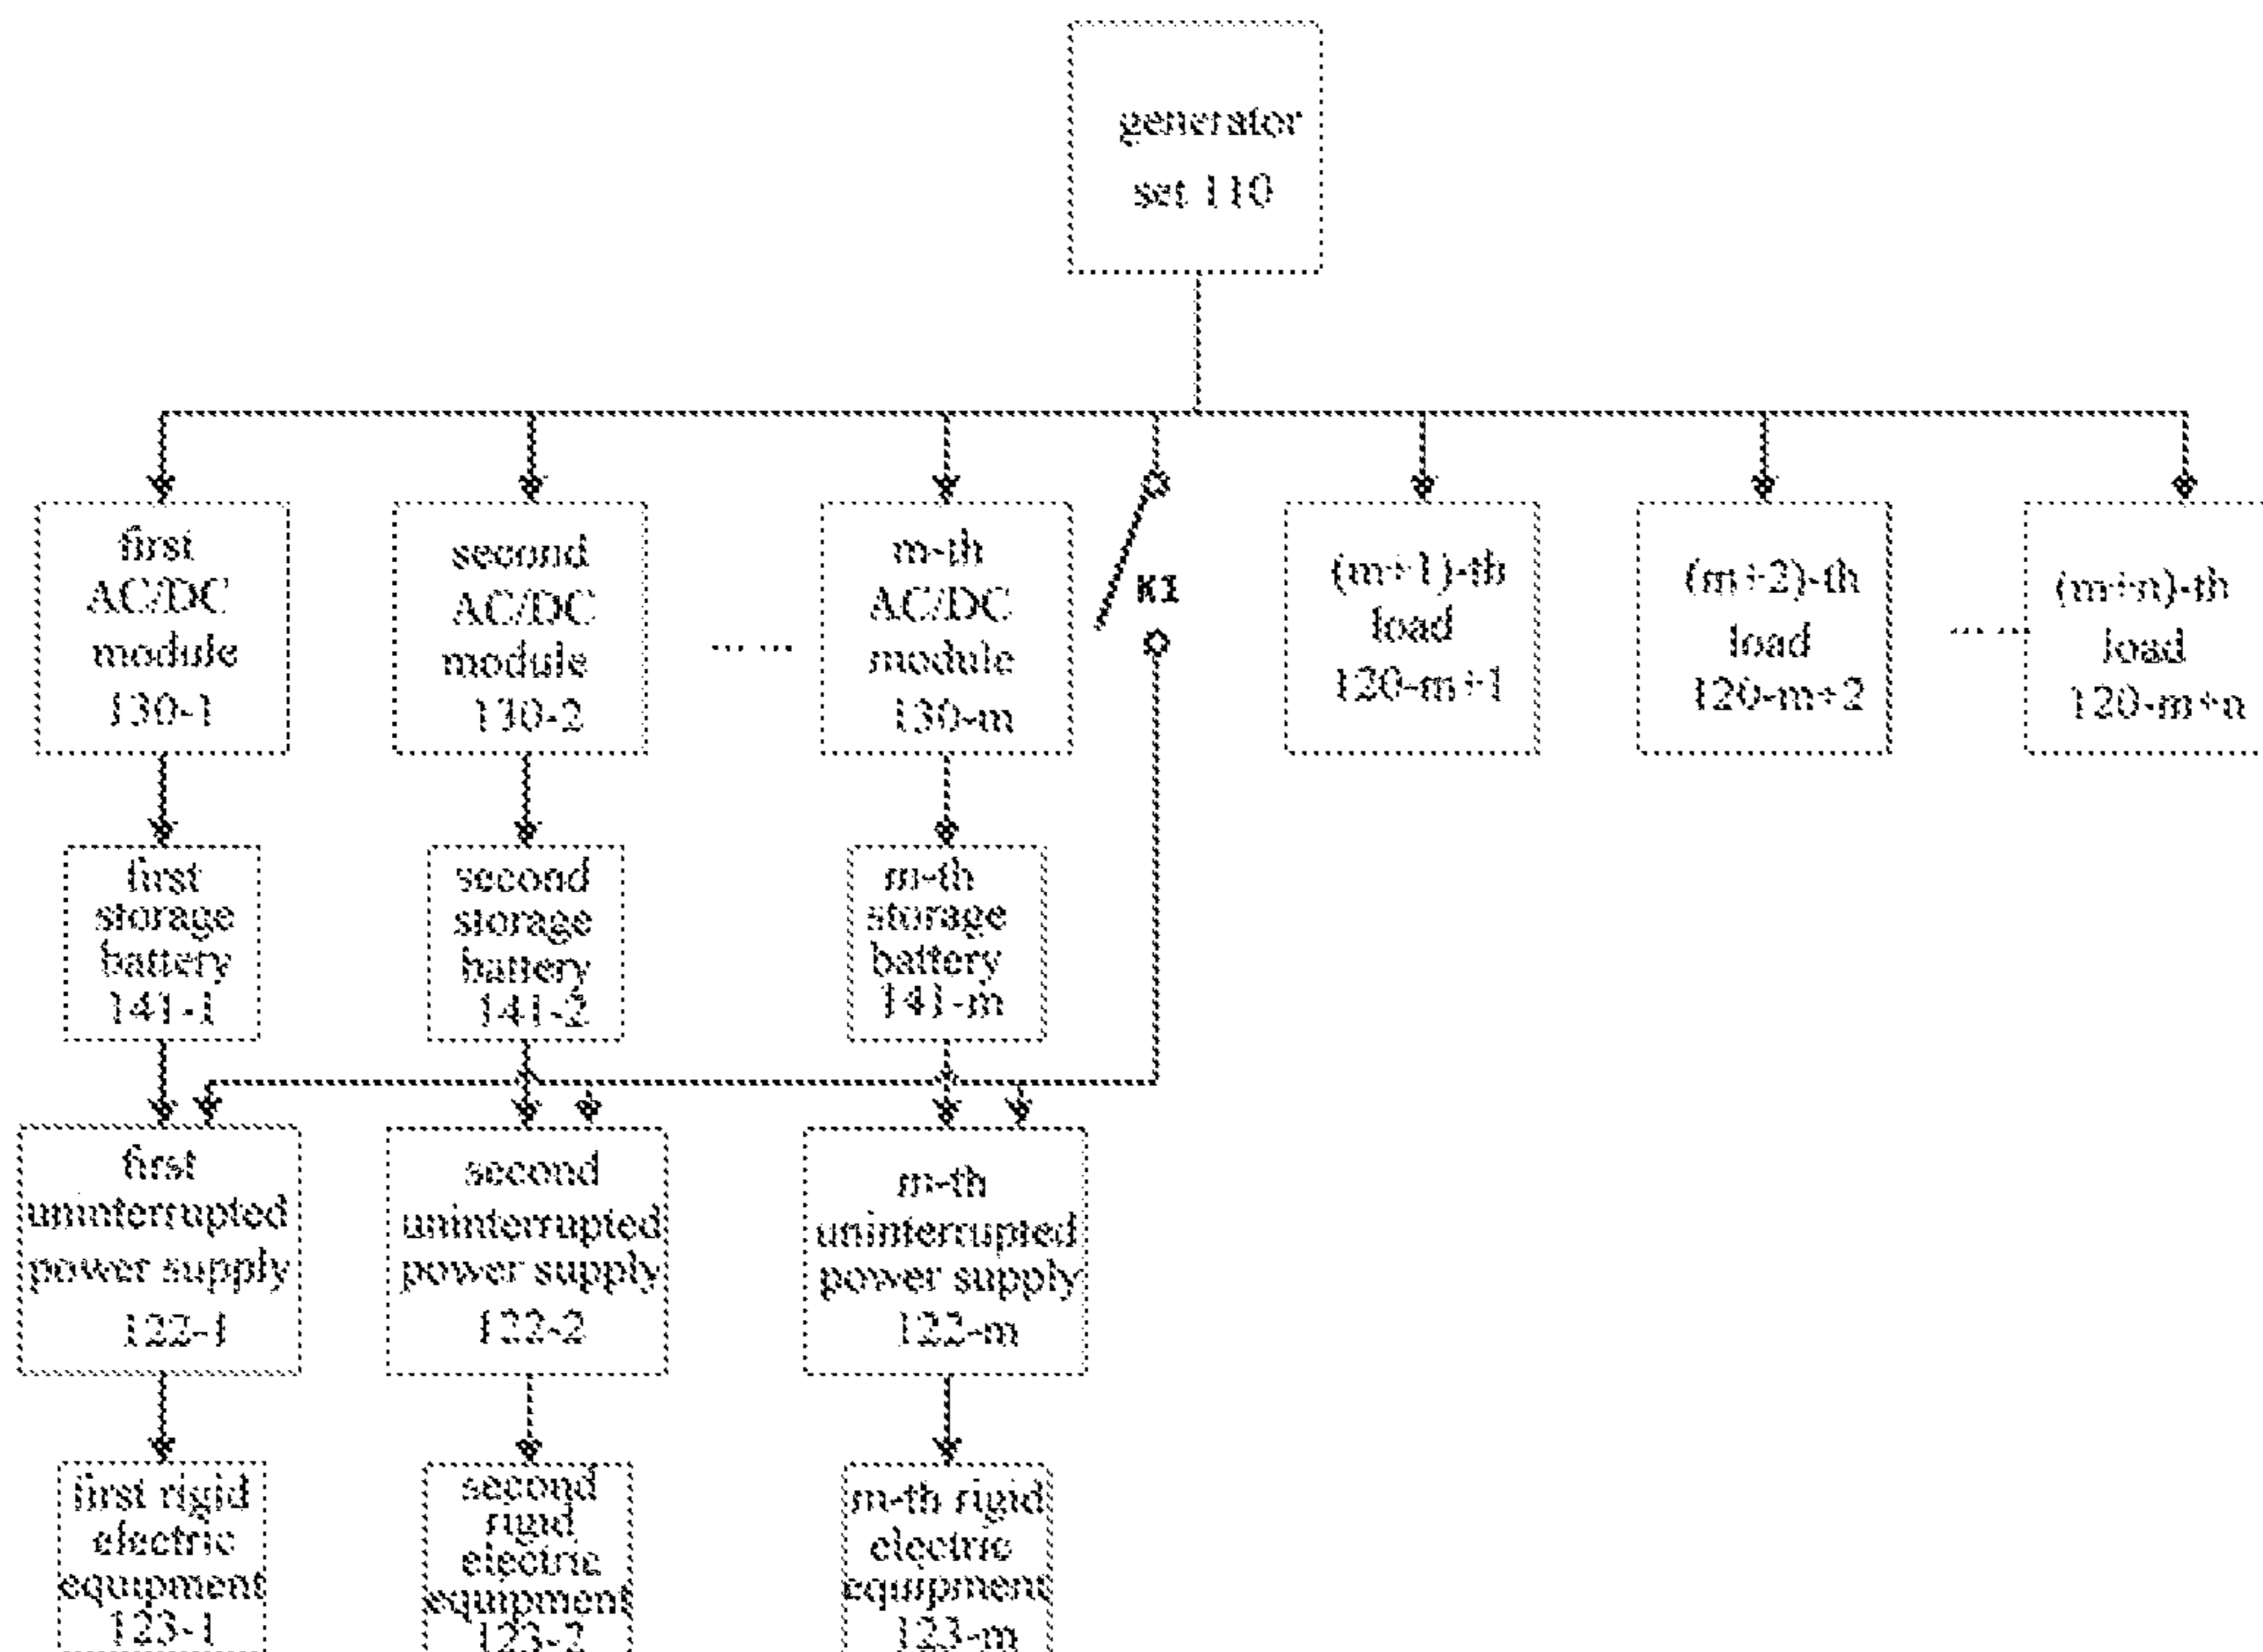 generator
set 110
first
AC/DC
module
130-1
second
AC/DC
module
130-2
... ...
m-th
AC/DC
module
130-m
K1
(m+1)-th
load
120-m+1
(m+2)-th
load
120-m+2
... ...
(m+n)-th
load
120-m+n
first
storage
battery
141-1
second
storage
battery
141-2
m-th
storage
battery
141-m
first
uninterrupted
power supply
122-1
second
uninterrupted
power supply
122-2
m-th
uninterrupted
power supply
122-m
first rigid
electric
equipment
123-1
second
rigid
electric
equipment
123-2
m-th rigid
electric
equipment
123-m